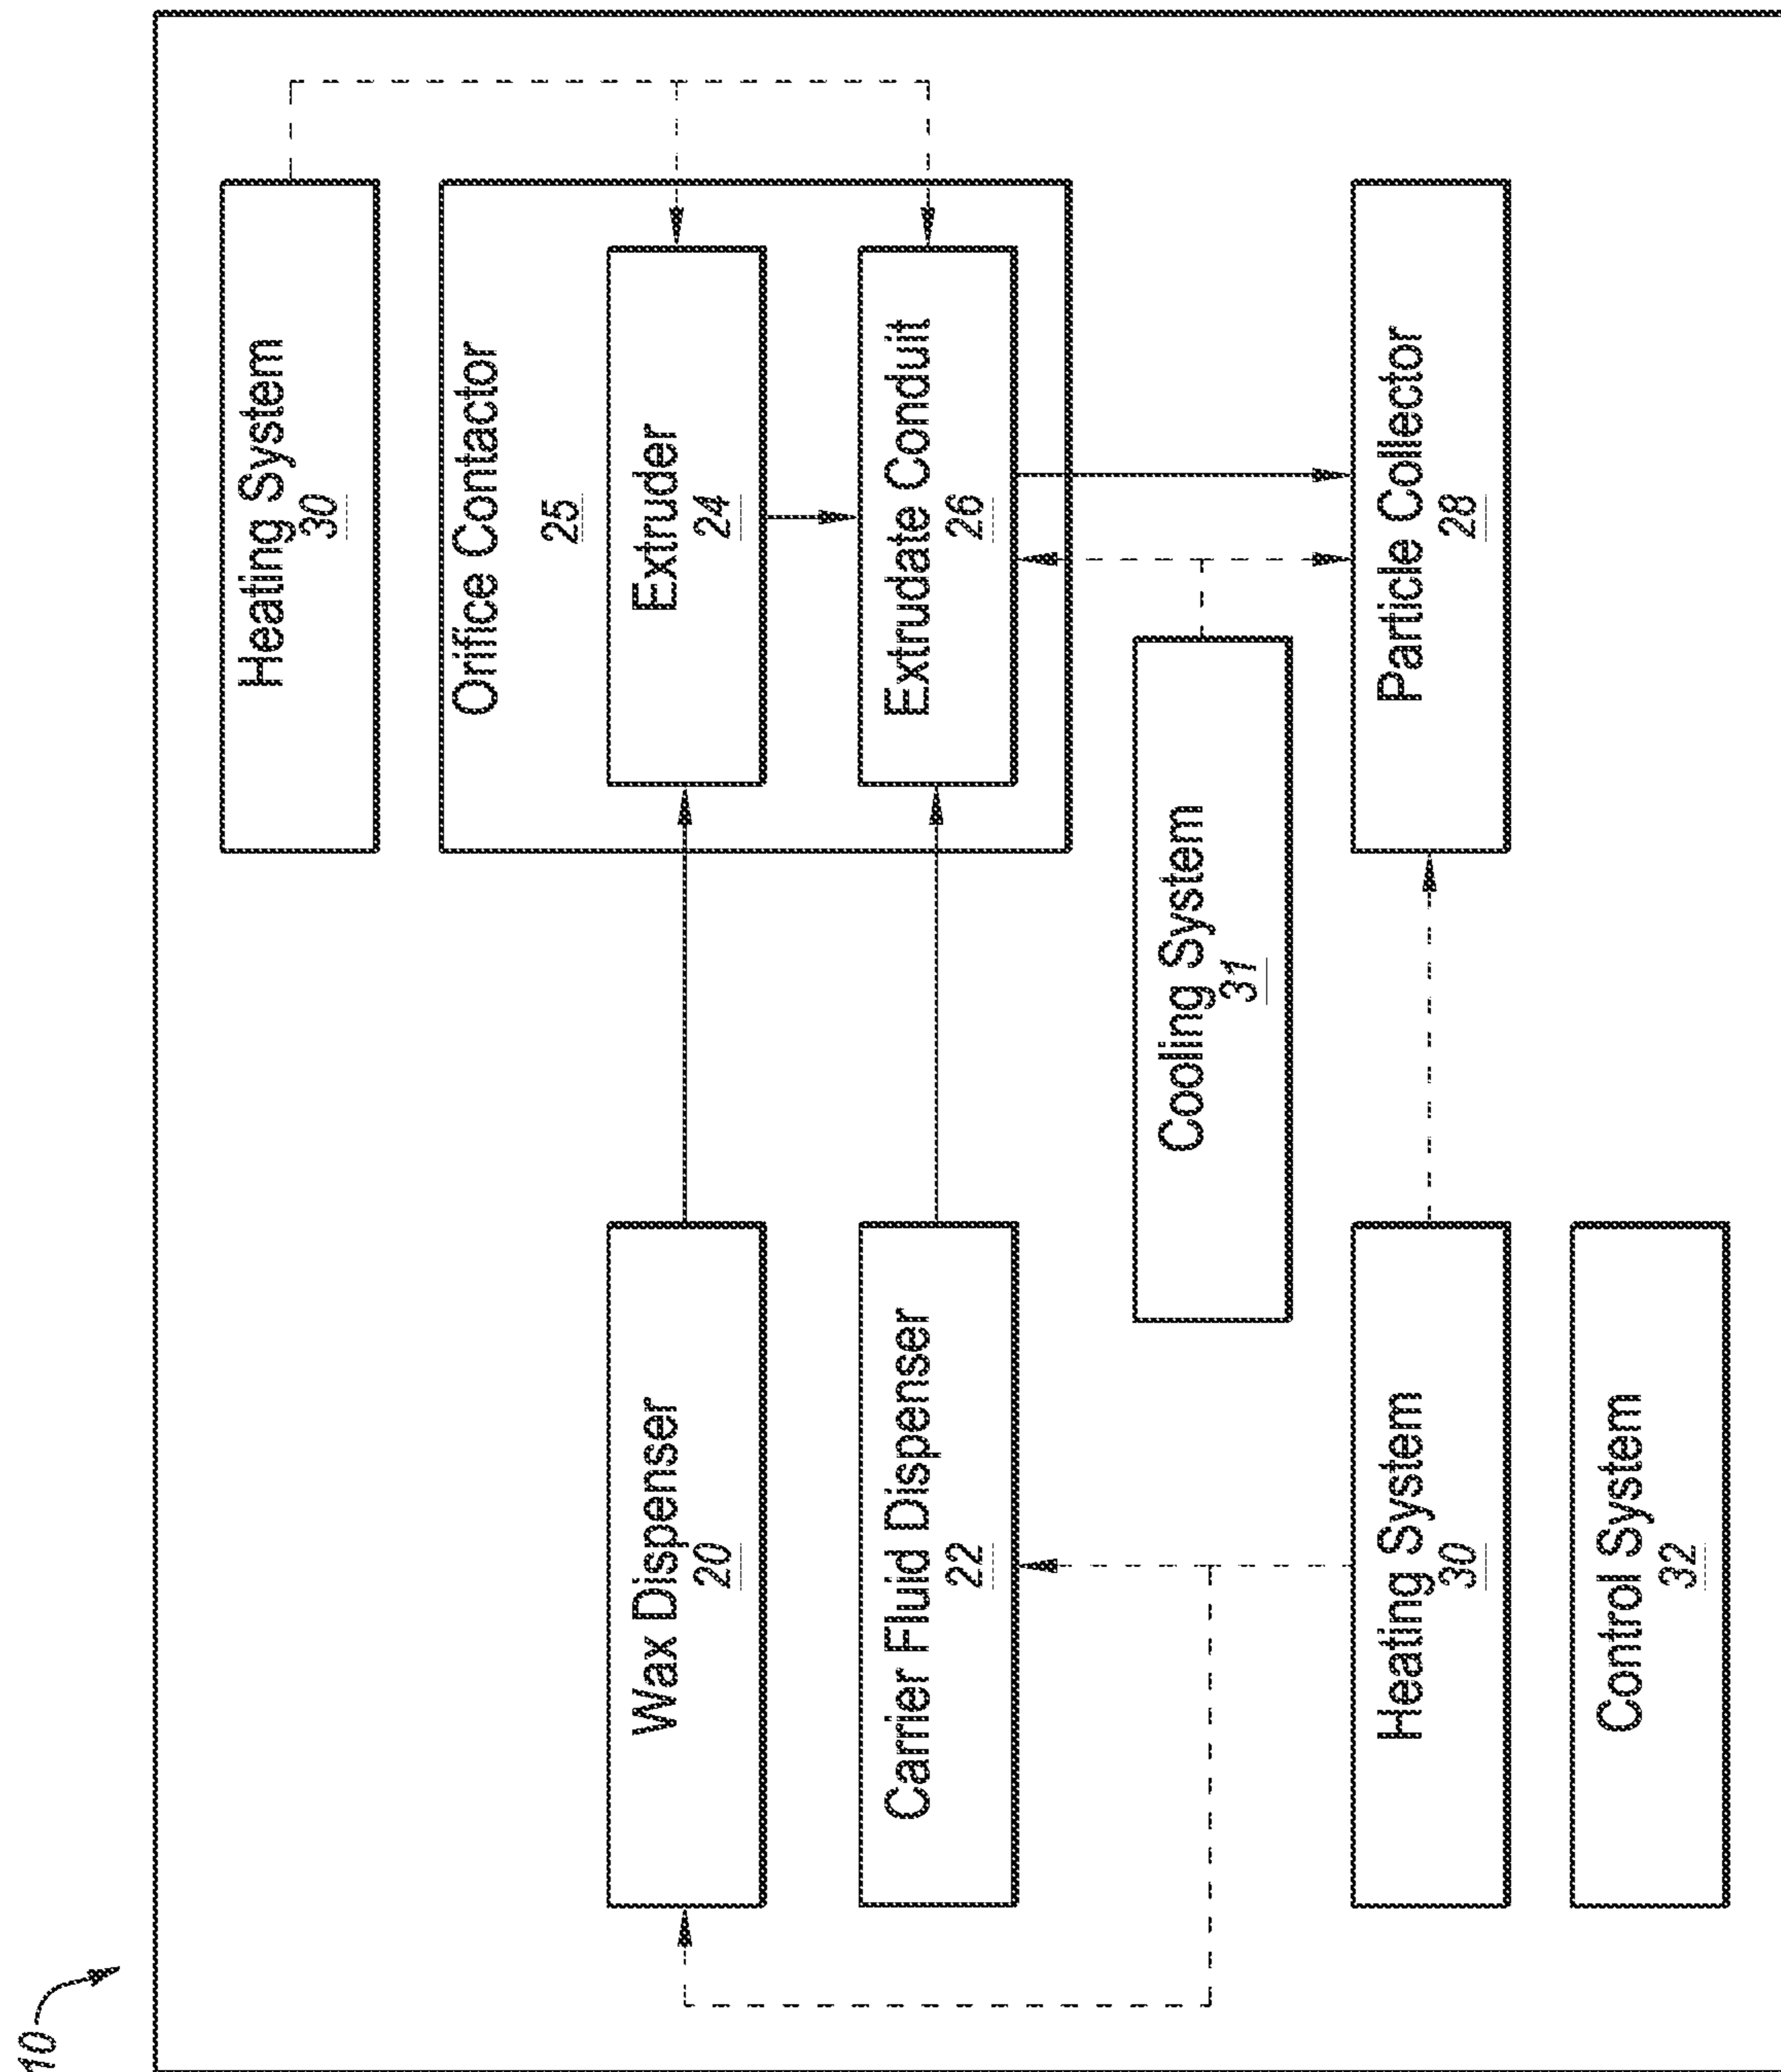 10
Heating System
30
Orifice Contactor
25
Extruder
24
Extrudate Conduit
26
Particle Collector
28
Cooling System
31
Wax Dispenser
20
Carrier Fluid Dispenser
22
Heating System
30
Control System
32